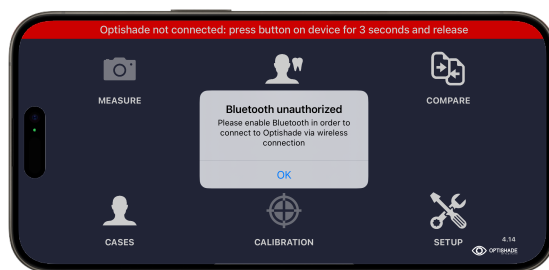 Optishade not connected: press button on device for 3 seconds and release
MEASURE
COMPARE
Bluetooth unauthorized
Please enable Bluetooth in order to
connect to Optishade via wireless
connection
OK
CASES
CALIBRATION
SETUP
4.14
OPTISHADE